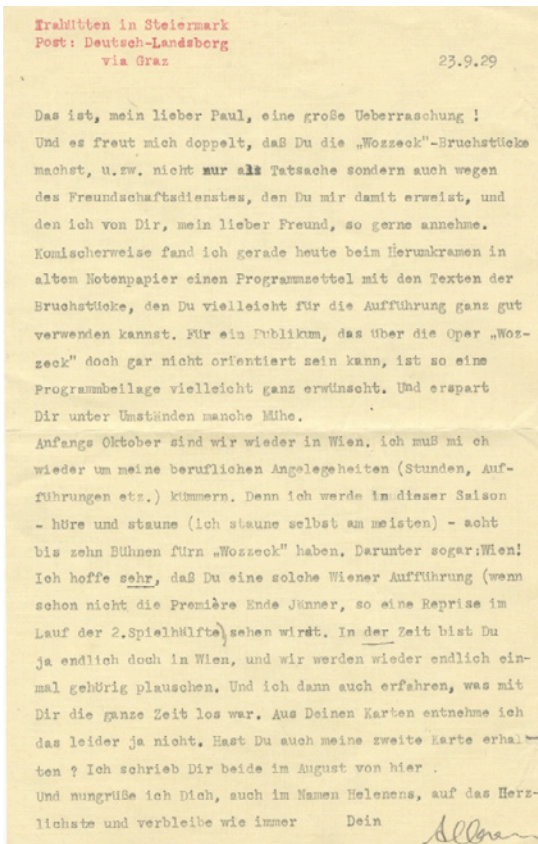 Trahütten in Steiermark
Post: Deutsch-Landsberg
via Graz
23.9.29
Das ist, mein lieber Paul, eine große Ueberraschung !
Und es freut mich doppelt, daß Du die „Wozzeck"-Bruchstücke
machst, u.zw. nicht nur als Tatsache sondern auch wegen
des Freundschaftsdienstes, den Du mir damit erweist, und
den ich von Dir, mein lieber Freund, so gerne annehme.
Komischerweise fand ich gerade heute beim Herumkramen in
altem Notenpapier einen Programmzettel mit den Texten der
Bruchstücke, den Du vielleicht für die Aufführung ganz gut
verwenden kannst. Für ein Publikum, das über die Oper „Woz-
zeck" doch gar nicht orientiert sein kann, ist so eine
Programmbeilage vielleicht ganz erwünscht. Und erspart
Dir unter Umständen manche Mühe.
Anfangs Oktober sind wir wieder in Wien. ich muß mi ch
wieder um meine beruflichen Angelegeheiten (Stunden, Auf-
führungen etz.) kümmern. Denn ich werde in dieser Saison
- höre und staune (ich staune selbst am meisten) - acht
bis zehn Bühnen fürn „Wozzeck" haben. Darunter sogar:Wien!
Ich hoffe sehr, daß Du eine solche Wiener Aufführung (wenn
schon nicht die Première Ende Jänner, so eine Reprise im
Lauf der 2.Spielhälfte) sehen wirst. In der Zeit bist Du
ja endlich doch in Wien, und wir werden wieder endlich ein-
mal gehörig plauschen. Und ich dann auch erfahren, was mit
Dir die ganze Zeit los war. Aus Deinen Karten entnehme ich
das leider ja nicht. Hast Du auch meine zweite Karte erhal-
ten ? Ich schrieb Dir beide im August von hier .
Und nungrüße ich Dich, auch im Namen Helenens, auf das Herz-
lichste und verbleibe wie immer Dein